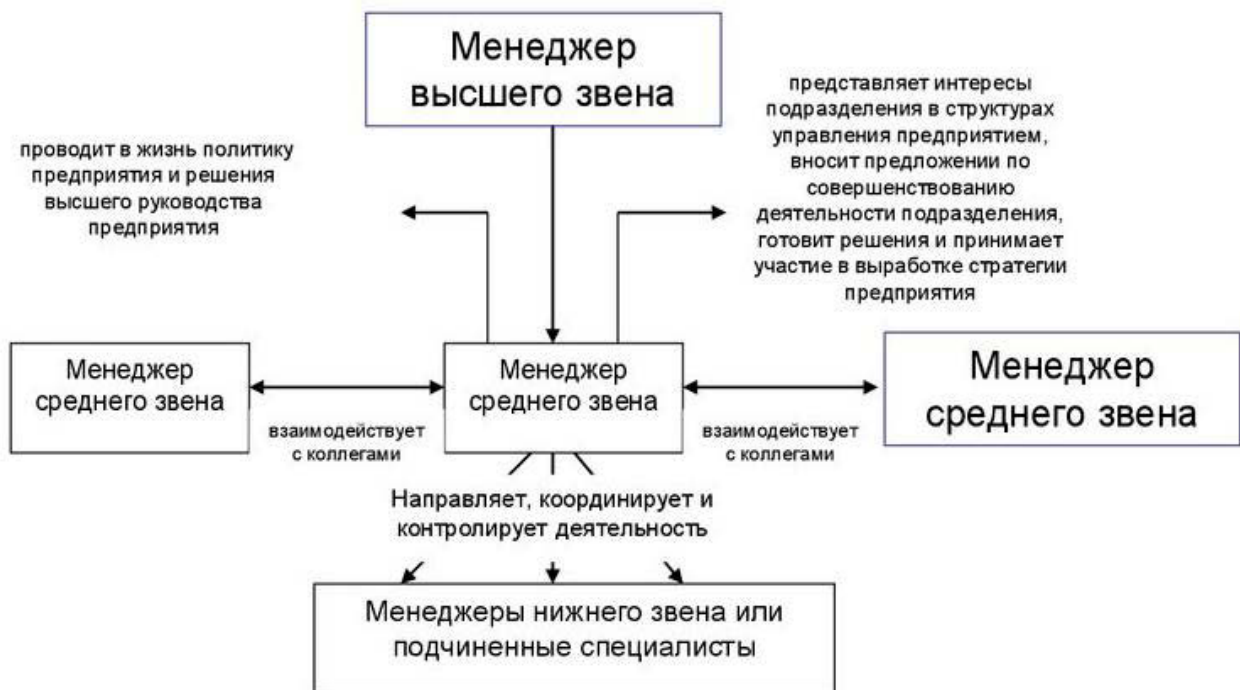 Менеджер
высшего звена
проводит в жизнь политику
предприятия и решения
высшего руководства
предприятия
представляет интересы
подразделения в структурах
управления предприятием,
вносит предложении по
совершенствованию
деятельности подразделения,
готовит решения и принимает
участие в выработке стратегии
предприятия
Менеджер
среднего звена
взаимодействует
с коллегами
Менеджер
среднего звена
взаимодействует
с коллегами
Менеджер
среднего звена
Направляет, координирует и
контролирует деятельность
Менеджеры нижнего звена или
подчиненные специалисты